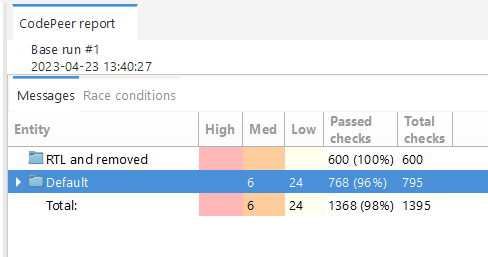 CodePeer report
Base run #1
2023-04-23 13:40:27
Messages Race conditions
Entity High Med Low Passed checks Total checks
RTL and removed 600 (100%) 600
Default 6 24 768 (96%) 795
Total: 6 24 1368 (98%) 1395